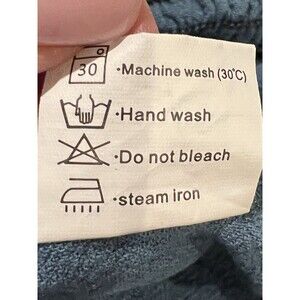 30 ·Machine wash (30℃)
·Hand wash
·Do not bleach
·steam iron